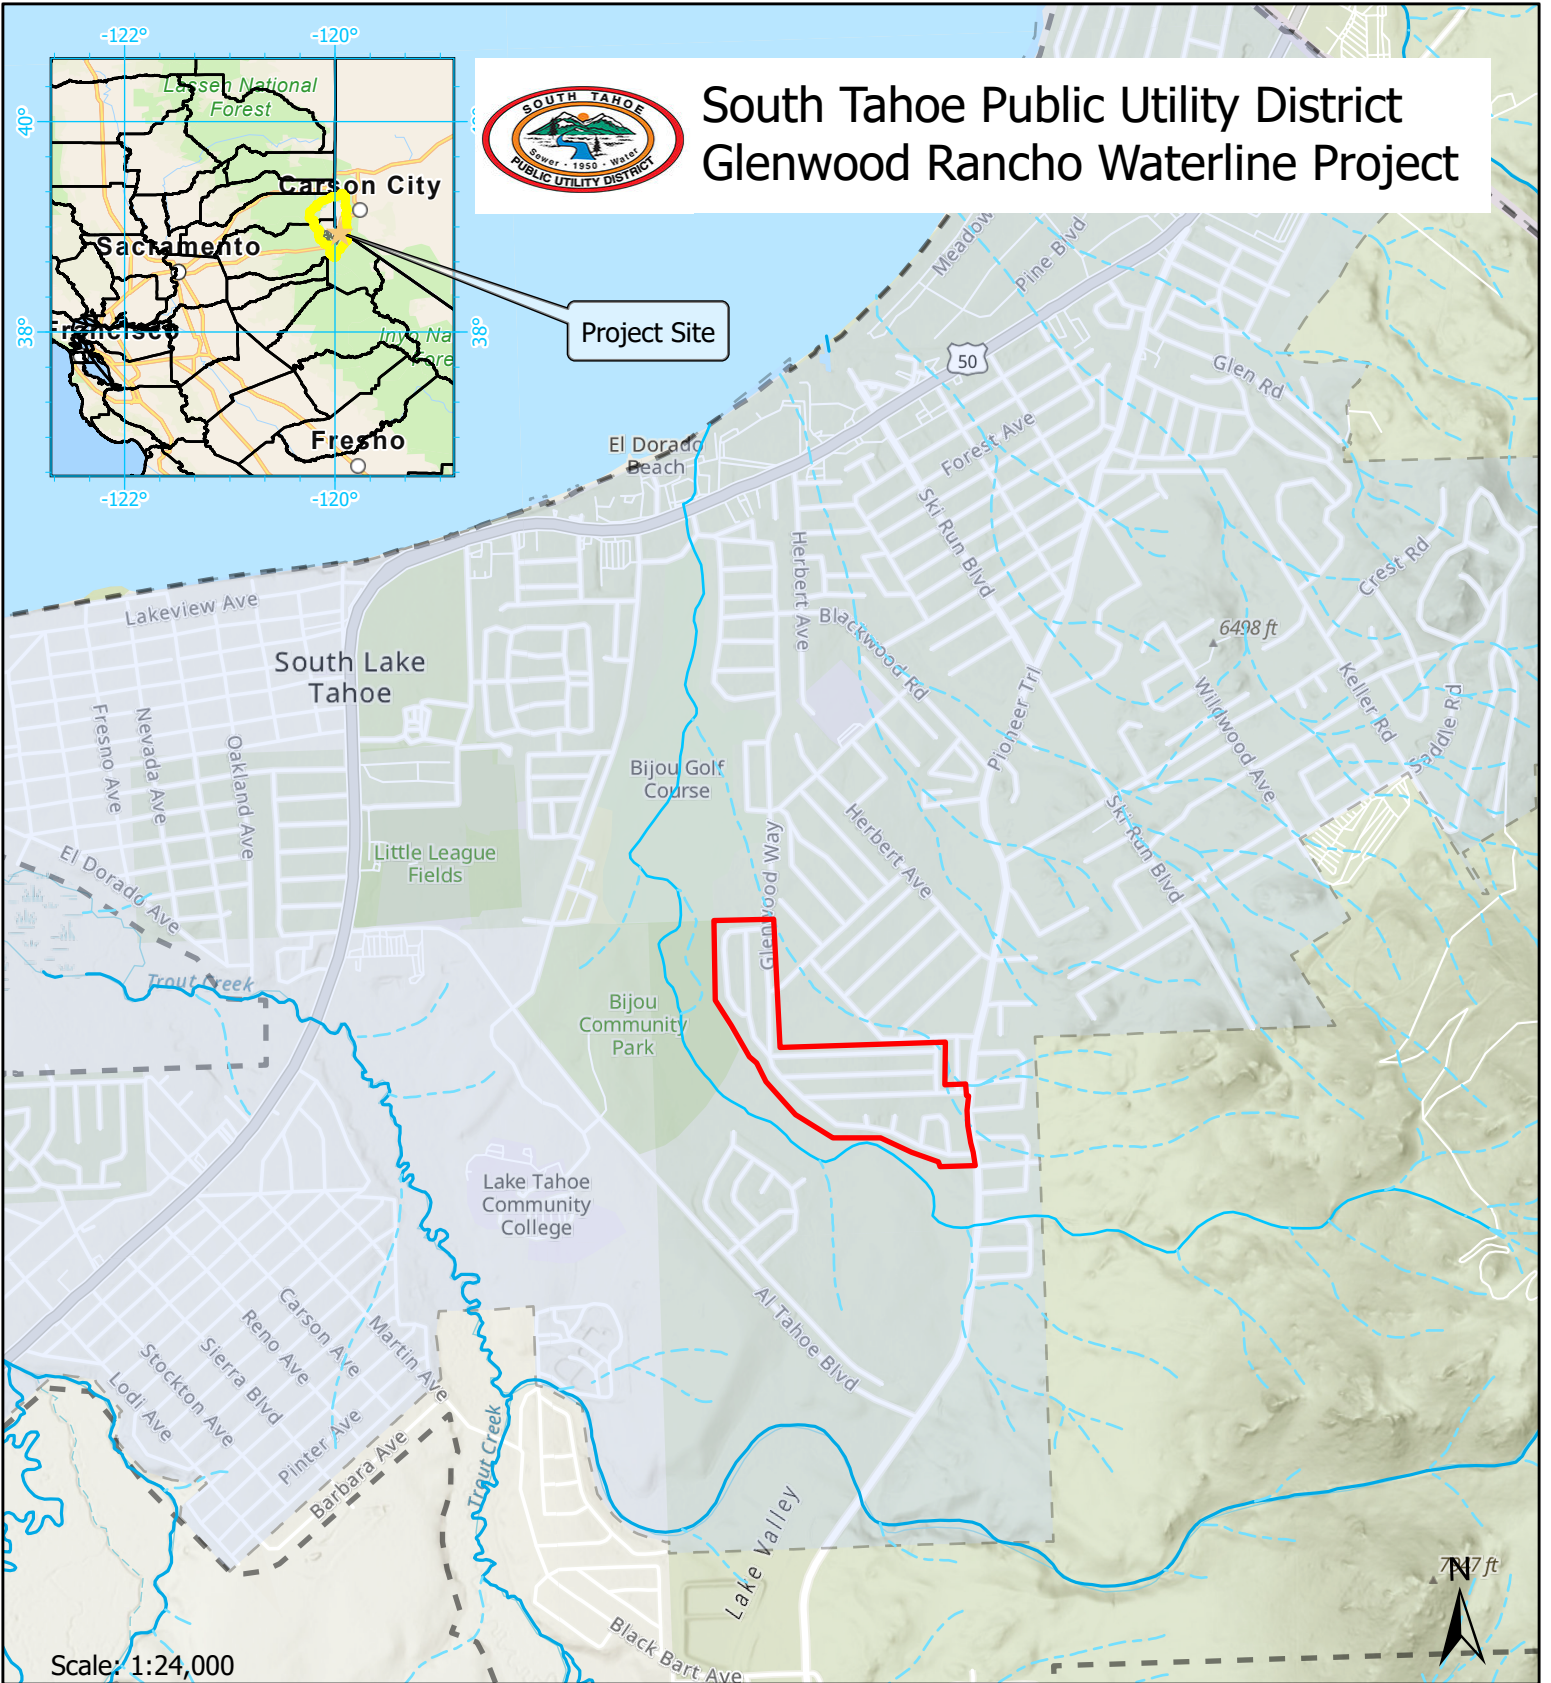 -122°
-120°
40°
38°
38°
-122°
-120°
Lassen National
Forest
Carson City
Sacramento
Francisco
Fresno
SOUTH TAHOE
Sewer · 1950 · Water
PUBLIC UTILITY DISTRICT
South Tahoe Public Utility District
Glenwood Rancho Waterline Project
Project Site
Meadow
Pine Blvd
50
Glen Rd
El Dorado
Beach
Forest Ave
Ski Run Blvd
Herbert Ave
Crest Rd
Lakeview Ave
Blackwood Rd
6498 ft
South Lake
Tahoe
Pioneer Trl
Keller Rd
Wildwood Ave
Saddle Rd
Fresno Ave
Nevada Ave
Oakland Ave
Bijou Golf
Course
Herbert Ave
Ski Run Blvd
Glenwood Way
Little League
Fields
El Dorado Ave
Trout Creek
Bijou
Community
Park
Lake Tahoe
Community
College
Al Tahoe Blvd
Carson Ave
Reno Ave
Martin Ave
Sierra Blvd
Stockton Ave
Lodi Ave
Pinter Ave
Barbara Ave
Trout Creek
Lake Valley
Black Bart Ave
N
Scale: 1:24,000